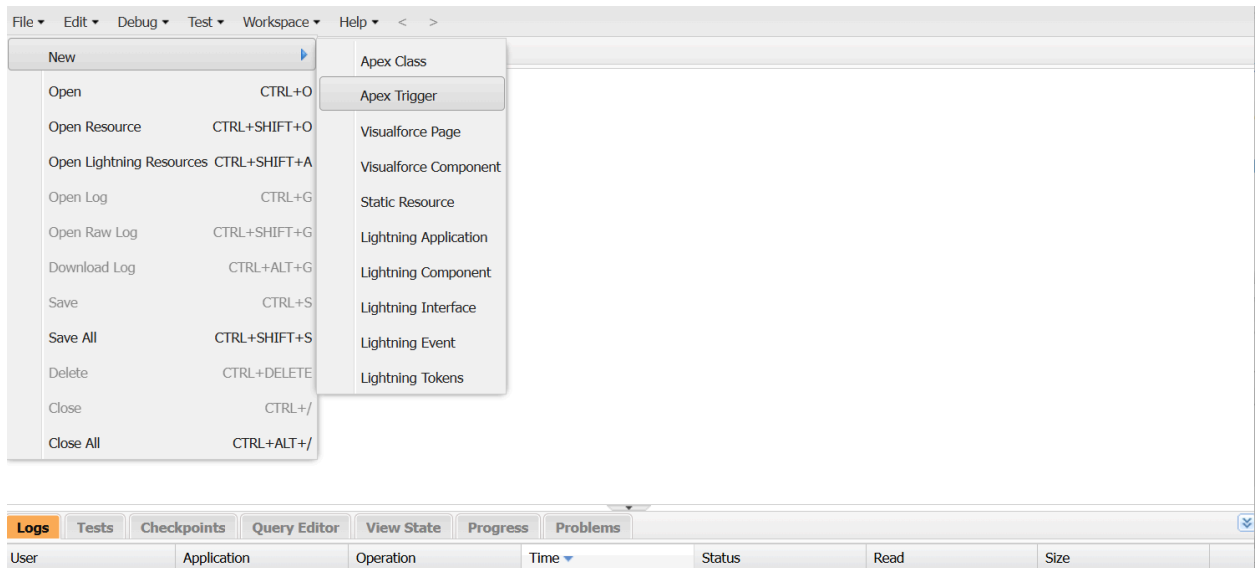 File Edit Debug Test Workspace Help < >
New
Open CTRL+O
Open Resource CTRL+SHIFT+O
Open Lightning Resources CTRL+SHIFT+A
Open Log CTRL+G
Open Raw Log CTRL+SHIFT+G
Download Log CTRL+ALT+G
Save CTRL+S
Save All CTRL+SHIFT+S
Delete CTRL+DELETE
Close CTRL+/
Close All CTRL+ALT+/
Apex Class
Apex Trigger
Visualforce Page
Visualforce Component
Static Resource
Lightning Application
Lightning Component
Lightning Interface
Lightning Event
Lightning Tokens
Logs Tests Checkpoints Query Editor View State Progress Problems
User Application Operation Time Status Read Size